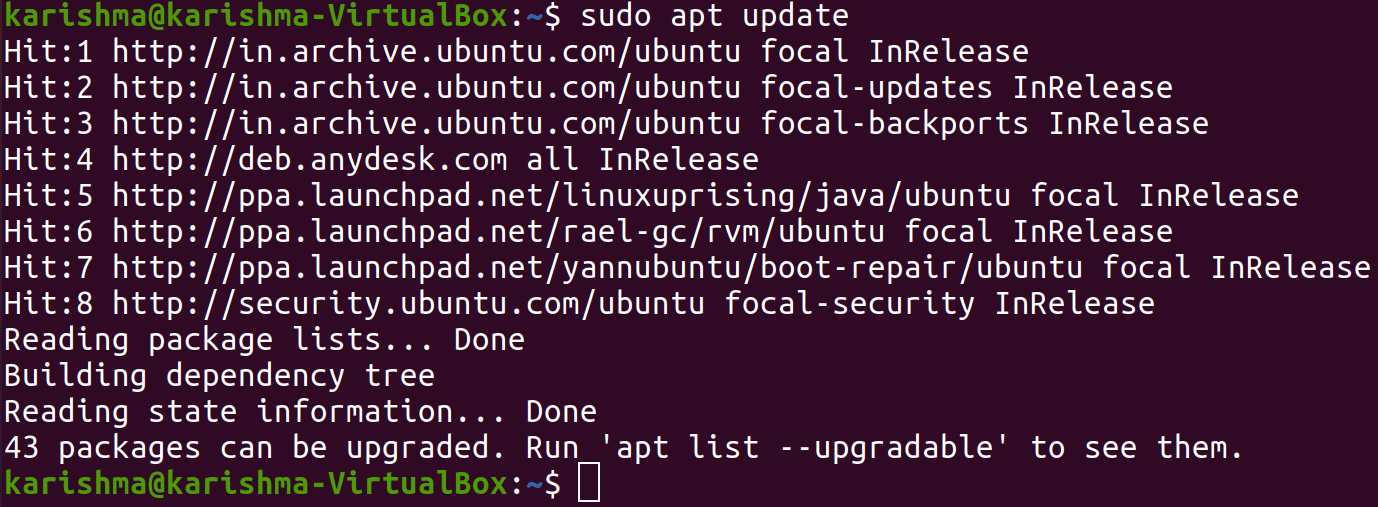 karishma@karishma-VirtualBox:~$ sudo apt update
Hit:1 http://in.archive.ubuntu.com/ubuntu focal InRelease
Hit:2 http://in.archive.ubuntu.com/ubuntu focal-updates InRelease
Hit:3 http://in.archive.ubuntu.com/ubuntu focal-backports InRelease
Hit:4 http://deb.anydesk.com all InRelease
Hit:5 http://ppa.launchpad.net/linuxuprising/java/ubuntu focal InRelease
Hit:6 http://ppa.launchpad.net/rael-gc/rvm/ubuntu focal InRelease
Hit:7 http://ppa.launchpad.net/yannubuntu/boot-repair/ubuntu focal InRelease
Hit:8 http://security.ubuntu.com/ubuntu focal-security InRelease
Reading package lists... Done
Building dependency tree
Reading state information... Done
43 packages can be upgraded. Run 'apt list --upgradable' to see them.
karishma@karishma-VirtualBox:~$